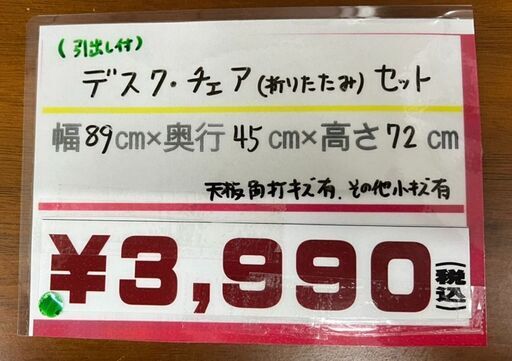 (引出し付)
デスク・チェア(折りたたみ)セット
幅89cm×奥行45cm×高さ72cm
天板角打キズ有、その他小キズ有
¥3,990(税込)